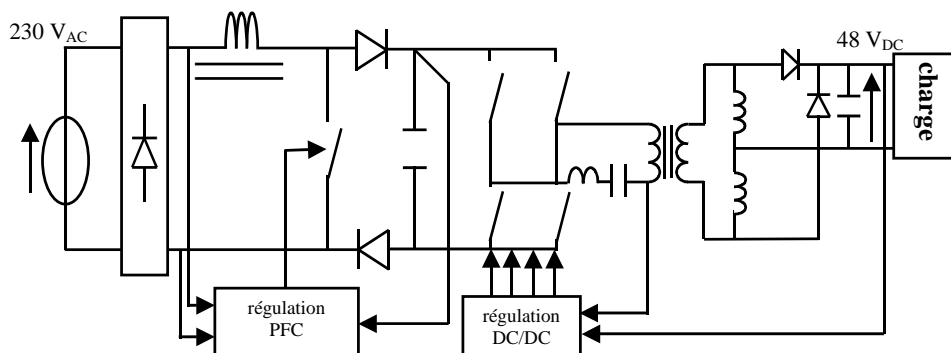 230 VAC
48 VDC
charge
régulation
PFC
régulation
DC/DC